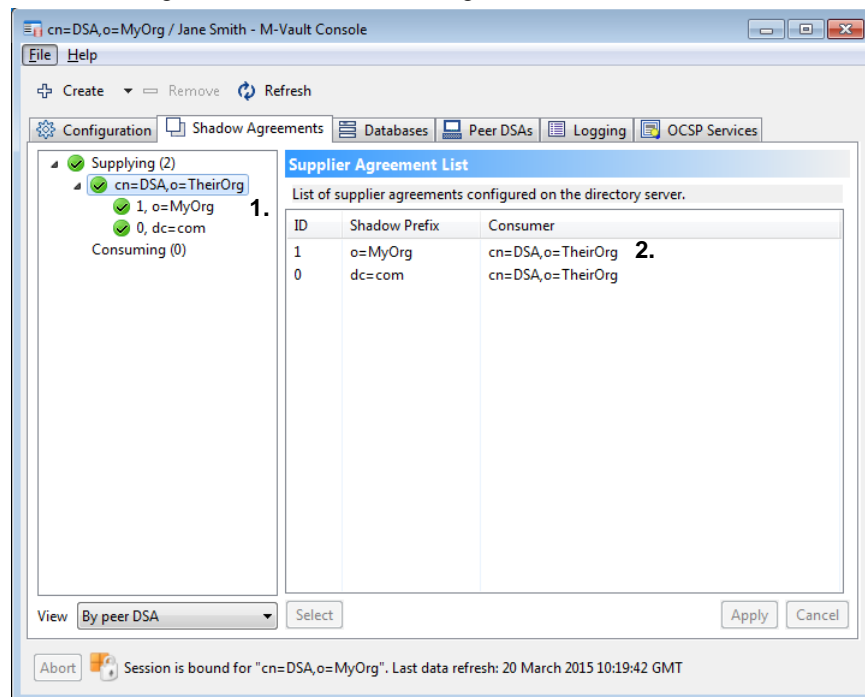 cn=DSA,o=MyOrg / Jane Smith - M-Vault Console
File Help
Create Remove Refresh
Configuration Shadow Agreements Databases Peer DSAs Logging OCSP Services
Supplying (2)
cn=DSA,o=TheirOrg
1, o=MyOrg 1.
0, dc=com
Consuming (0)
Supplier Agreement List
List of supplier agreements configured on the directory server.
ID Shadow Prefix Consumer
1 o=MyOrg cn=DSA,o=TheirOrg 2.
0 dc=com cn=DSA,o=TheirOrg
View By peer DSA Select Apply Cancel
Abort Session is bound for "cn=DSA,o=MyOrg". Last data refresh: 20 March 2015 10:19:42 GMT